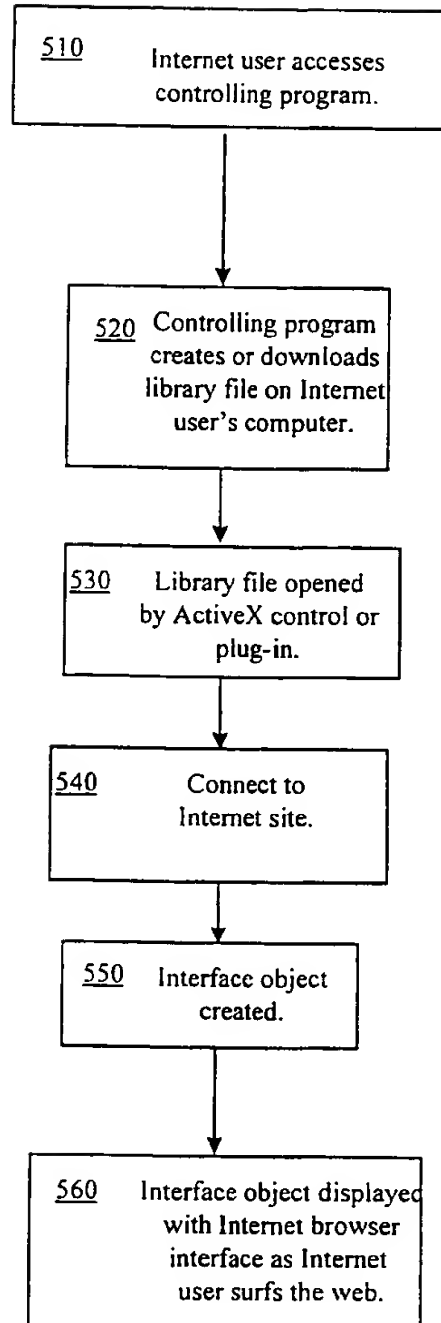 510 Internet user accesses
controlling program.
520 Controlling program
creates or downloads
library file on Internet
user's computer.
530 Library file opened
by ActiveX control or
plug-in.
540 Connect to
Internet site.
550 Interface object
created.
560 Interface object displayed
with Internet browser
interface as Internet
user surfs the web.